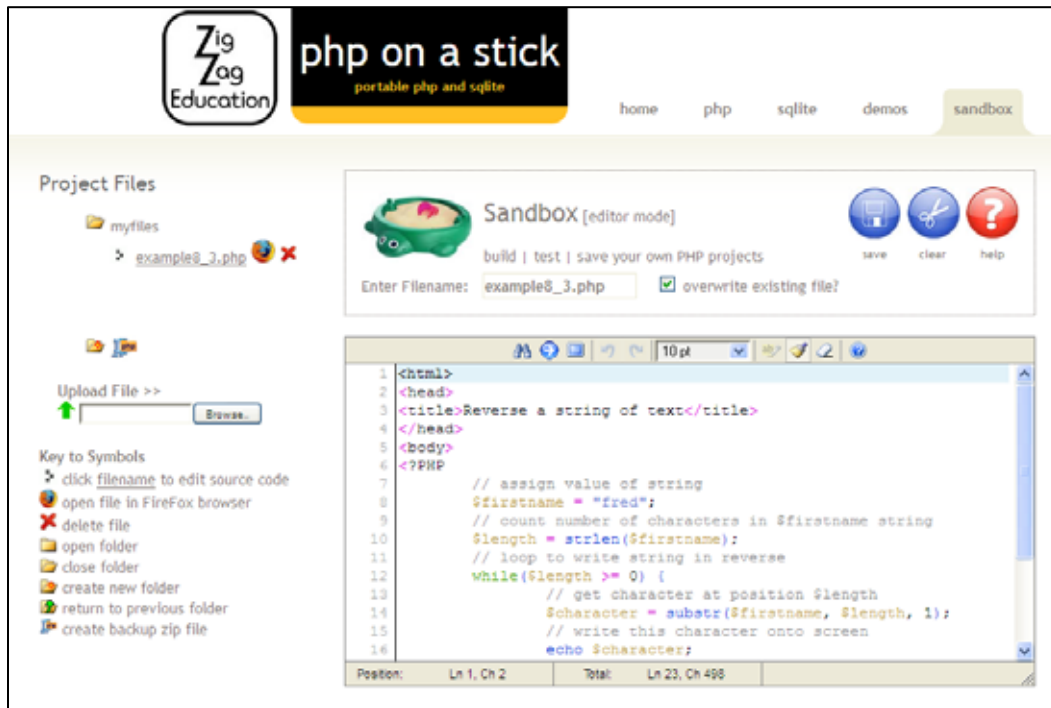 Zig
Zag
Education
php on a stick
portable php and sqlite
home php sqlite demos sandbox
Project Files
myfiles
example8_3.php
Upload File >>
Browse..
Key to Symbols
click filename to edit source code
open file in FireFox browser
delete file
open folder
close folder
create new folder
return to previous folder
create backup zip file
Sandbox [editor mode]
build | test | save your own PHP projects
save clear help
Enter Filename: example8_3.php overwrite existing file?
10 pt
1 <html>
2 <head>
3 <title>Reverse a string of text</title>
4 </head>
5 <body>
6 <?PHP
7 // assign value of string
8 $firstname = "fred";
9 // count number of characters in $firstname string
10 $length = strlen($firstname);
11 // loop to write string in reverse
12 while($length >= 0) {
13 // get character at position $length
14 $character = substr($firstname, $length, 1);
15 // write this character onto screen
16 echo $character;
Position: Ln 1, Ch 2 Total: Ln 23, Ch 498